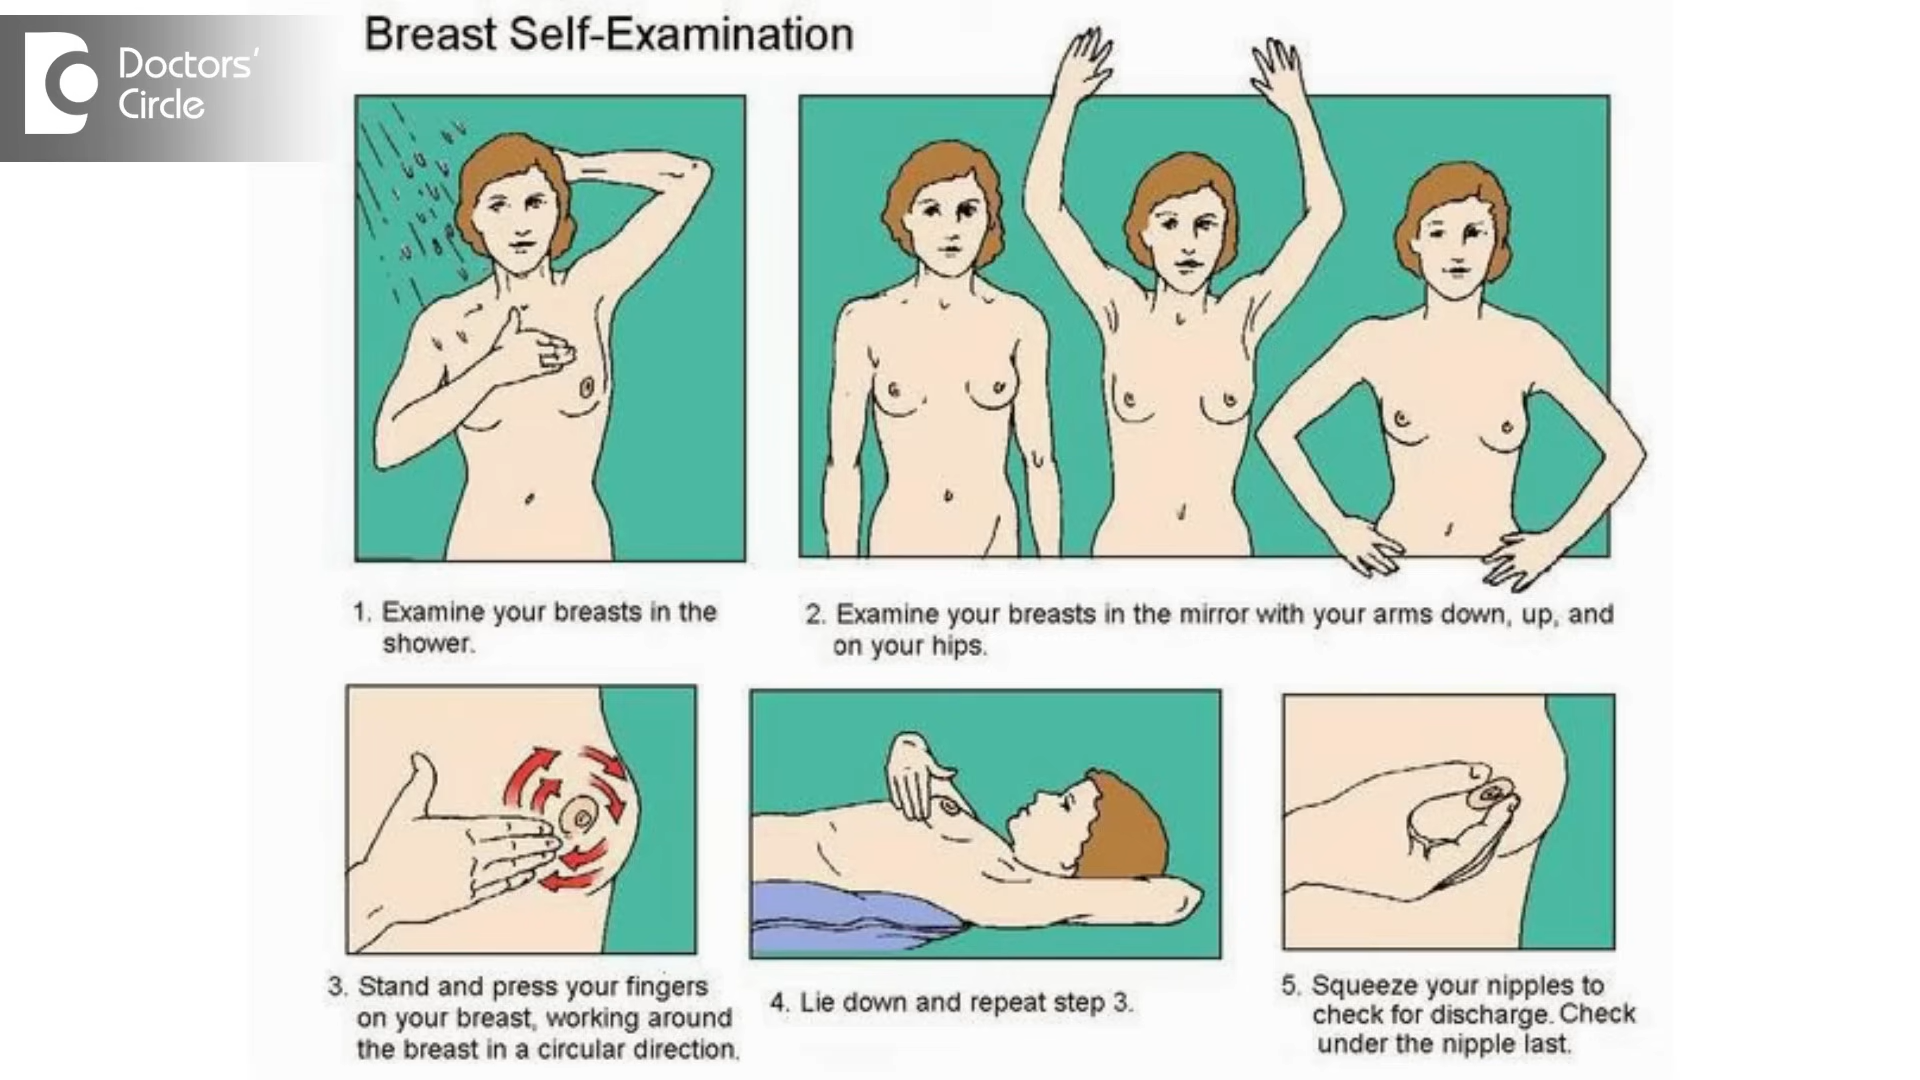 Breast Self-Examination
Doctors'
Circle
1. Examine your breasts in the
shower.
2. Examine your breasts in the mirror with your arms down, up, and
on your hips.
3. Stand and press your fingers
on your breast, working around
the breast in a circular direction.
4. Lie down and repeat step 3.
5. Squeeze your nipples to
check for discharge. Check
under the nipple last.